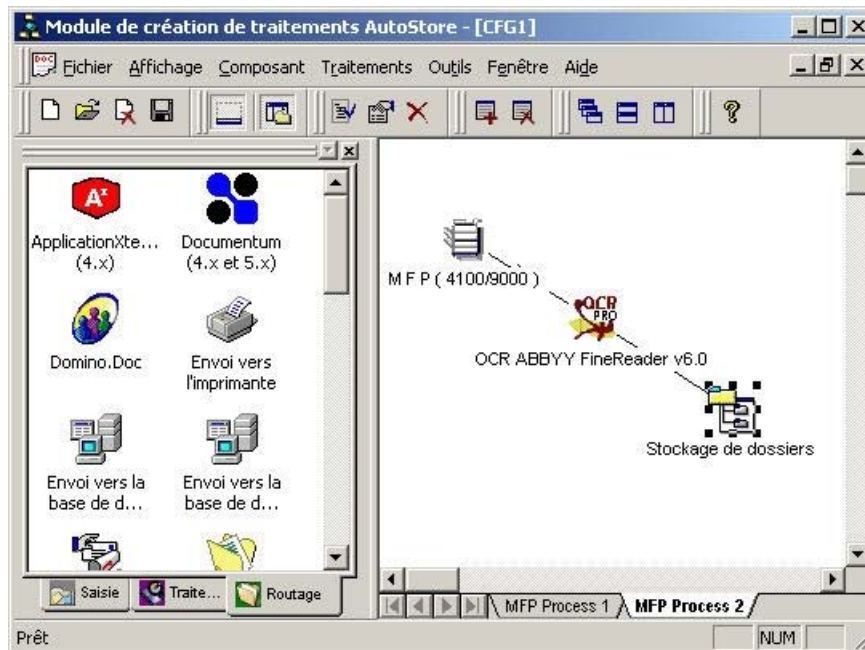 Module de création de traitements AutoStore - [CFG1]
Fichier Affichage Composant Traitements Outils Fenêtre Aide
ApplicationXte...
(4.x)
Documentum
(4.x et 5.x)
Domino.Doc
Envoi vers
l'imprimante
Envoi vers la
base de d...
Envoi vers la
base de d...
Saisie
Traite...
Routage
M F P ( 4100/9000 )
OCR
PRO
OCR ABBYY FineReader v6.0
Stockage de dossiers
MFP Process 1
MFP Process 2
Prêt
NUM